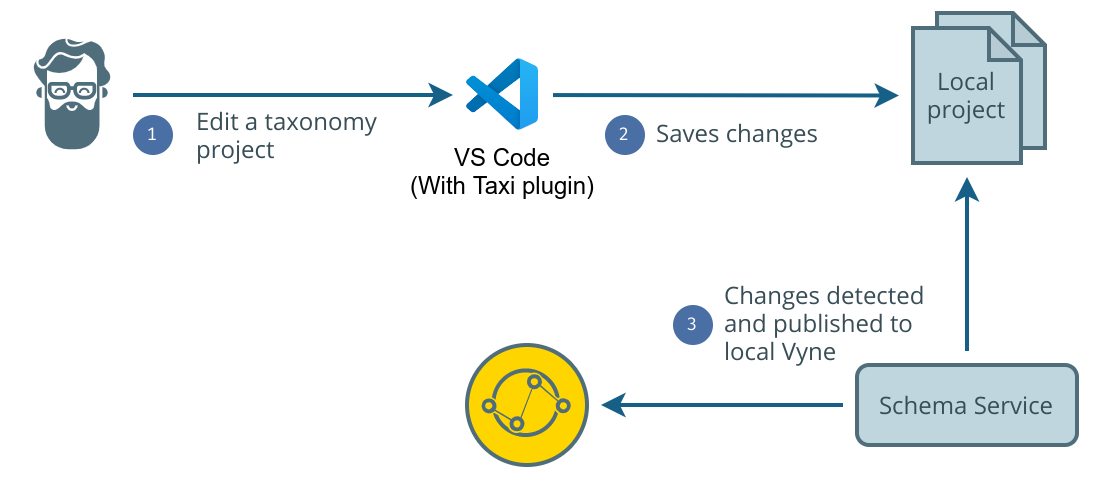 1
Edit a taxonomy
project
VS Code
(With Taxi plugin)
2
Saves changes
Local
project
3
Changes detected
and published to
local Vyne
Schema Service